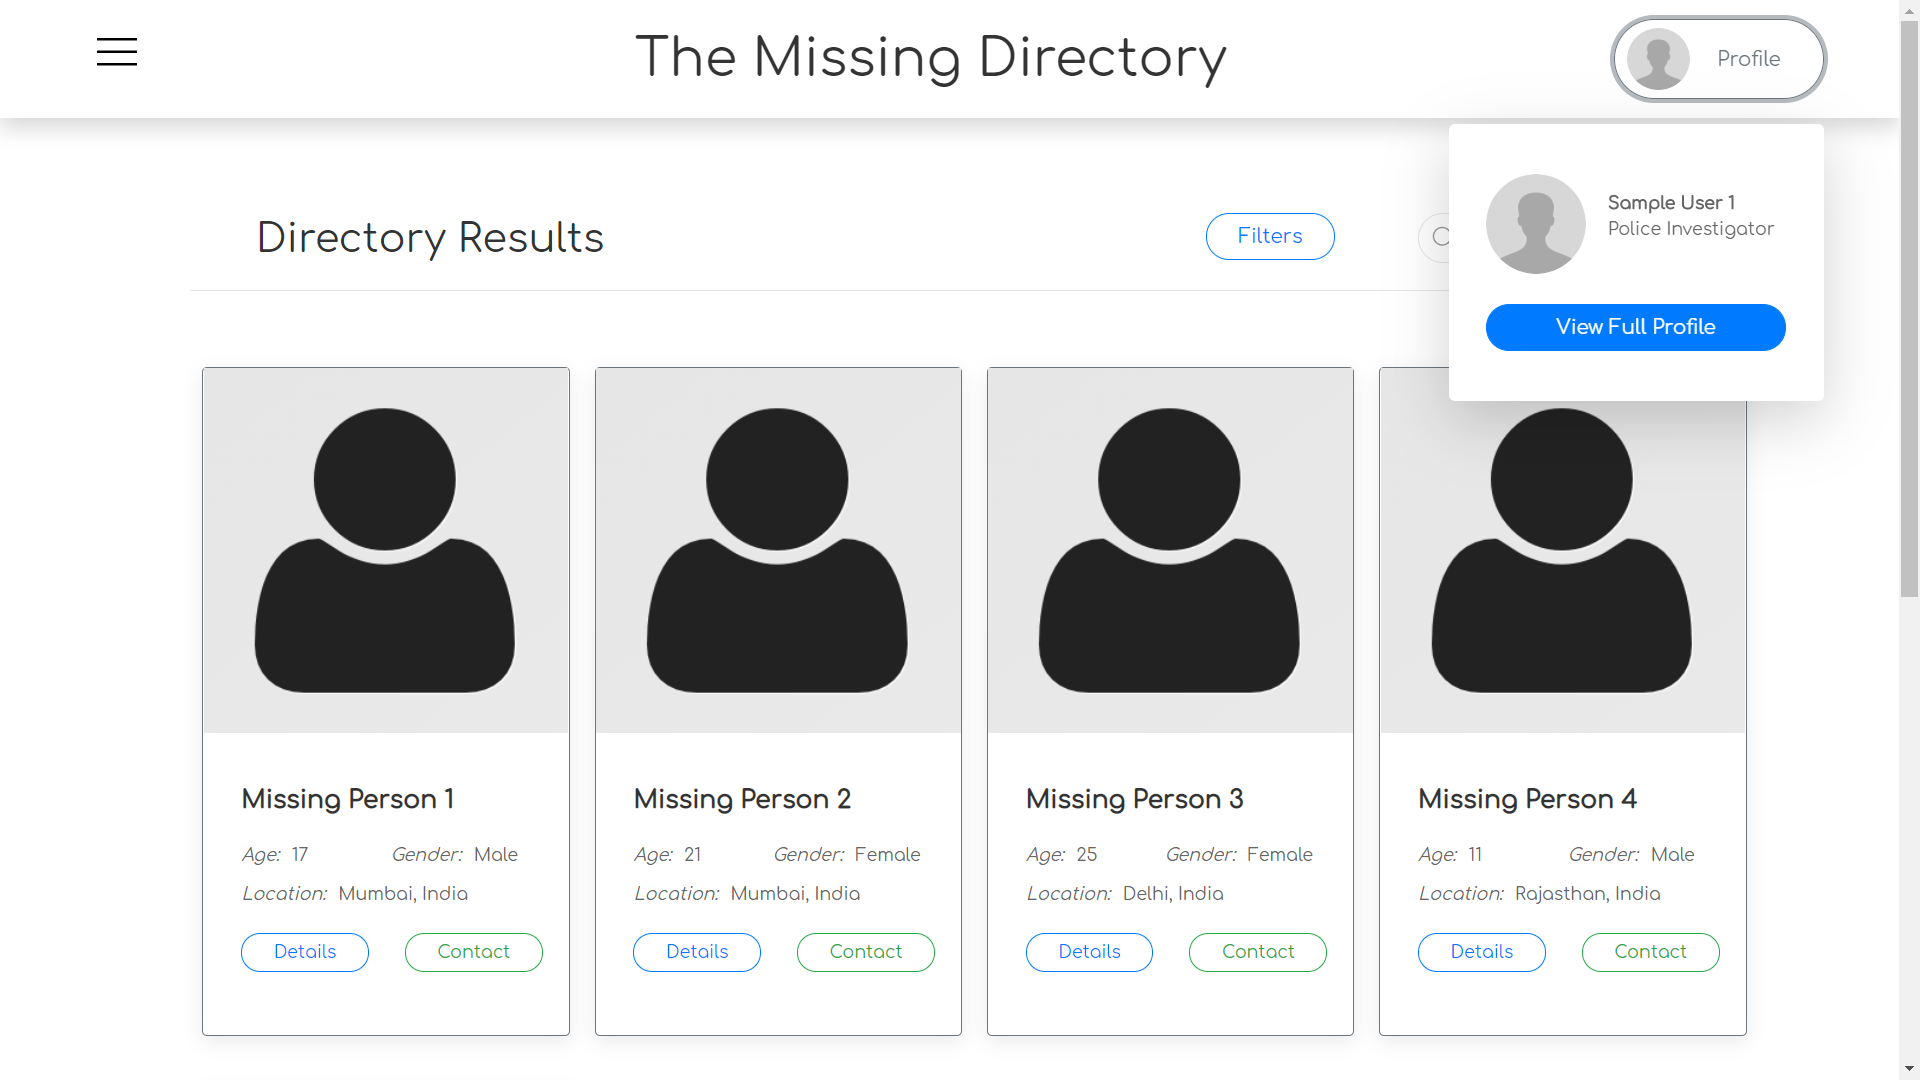 The Missing Directory
Profile
Sample User 1
Police Investigator
View Full Profile
Directory Results
Filters
Missing Person 1
Age: 17 Gender: Male
Location: Mumbai, India
Details Contact
Missing Person 2
Age: 21 Gender: Female
Location: Mumbai, India
Details Contact
Missing Person 3
Age: 25 Gender: Female
Location: Delhi, India
Details Contact
Missing Person 4
Age: 11 Gender: Male
Location: Rajasthan, India
Details Contact